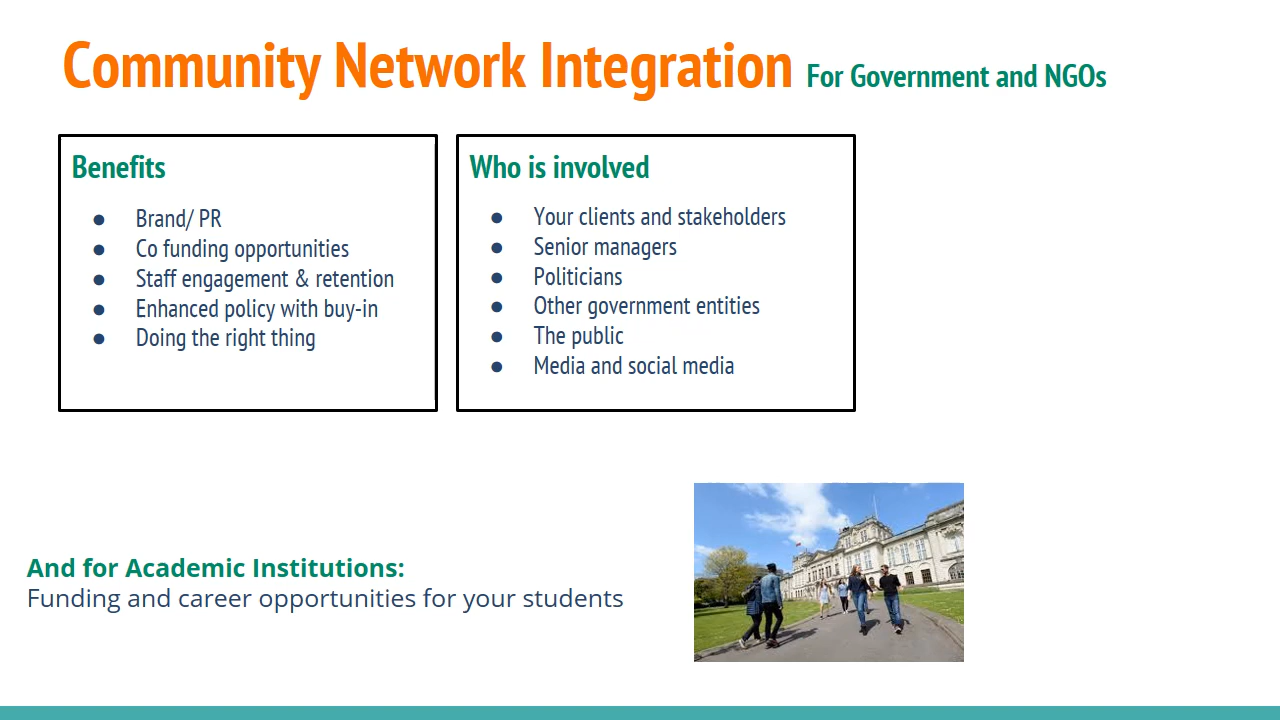 Community Network Integration For Government and NGOs
Benefits
● Brand/ PR
● Co funding opportunities
● Staff engagement & retention
● Enhanced policy with buy-in
● Doing the right thing
Who is involved
● Your clients and stakeholders
● Senior managers
● Politicians
● Other government entities
● The public
● Media and social media
And for Academic Institutions:
Funding and career opportunities for your students